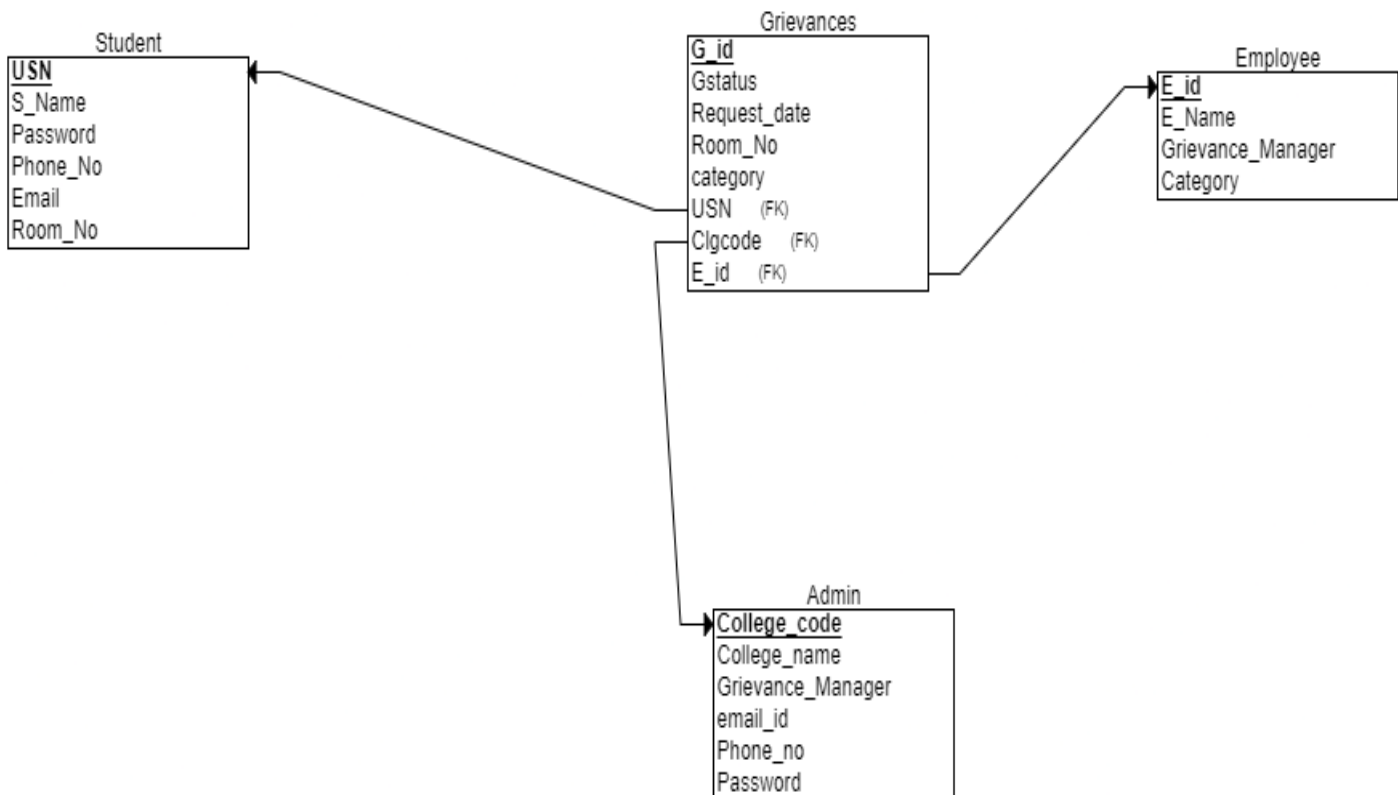 Student
USN
S_Name
Password
Phone_No
Email
Room_No
Grievances
G_id
Gstatus
Request_date
Room_No
category
USN (FK)
Clgcode (FK)
E_id (FK)
Employee
E_id
E_Name
Grievance_Manager
Category
Admin
College_code
College_name
Grievance_Manager
email_id
Phone_no
Password